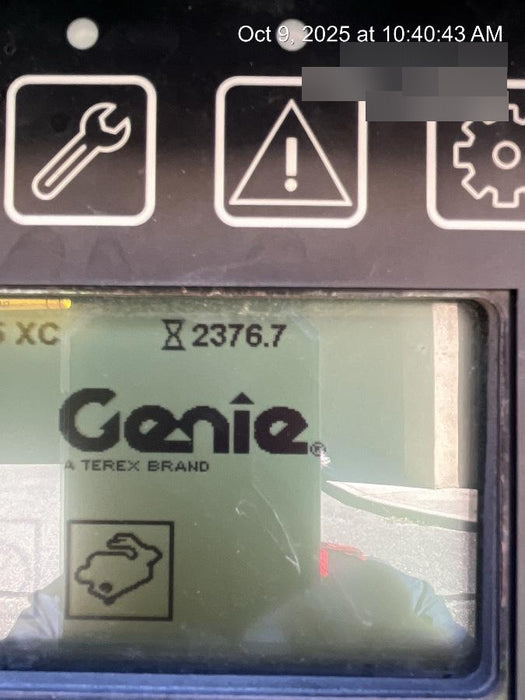 Oct 9, 2025 at 10:40:43 AM
XC 2376.7
Genie®
A TEREX BRAND